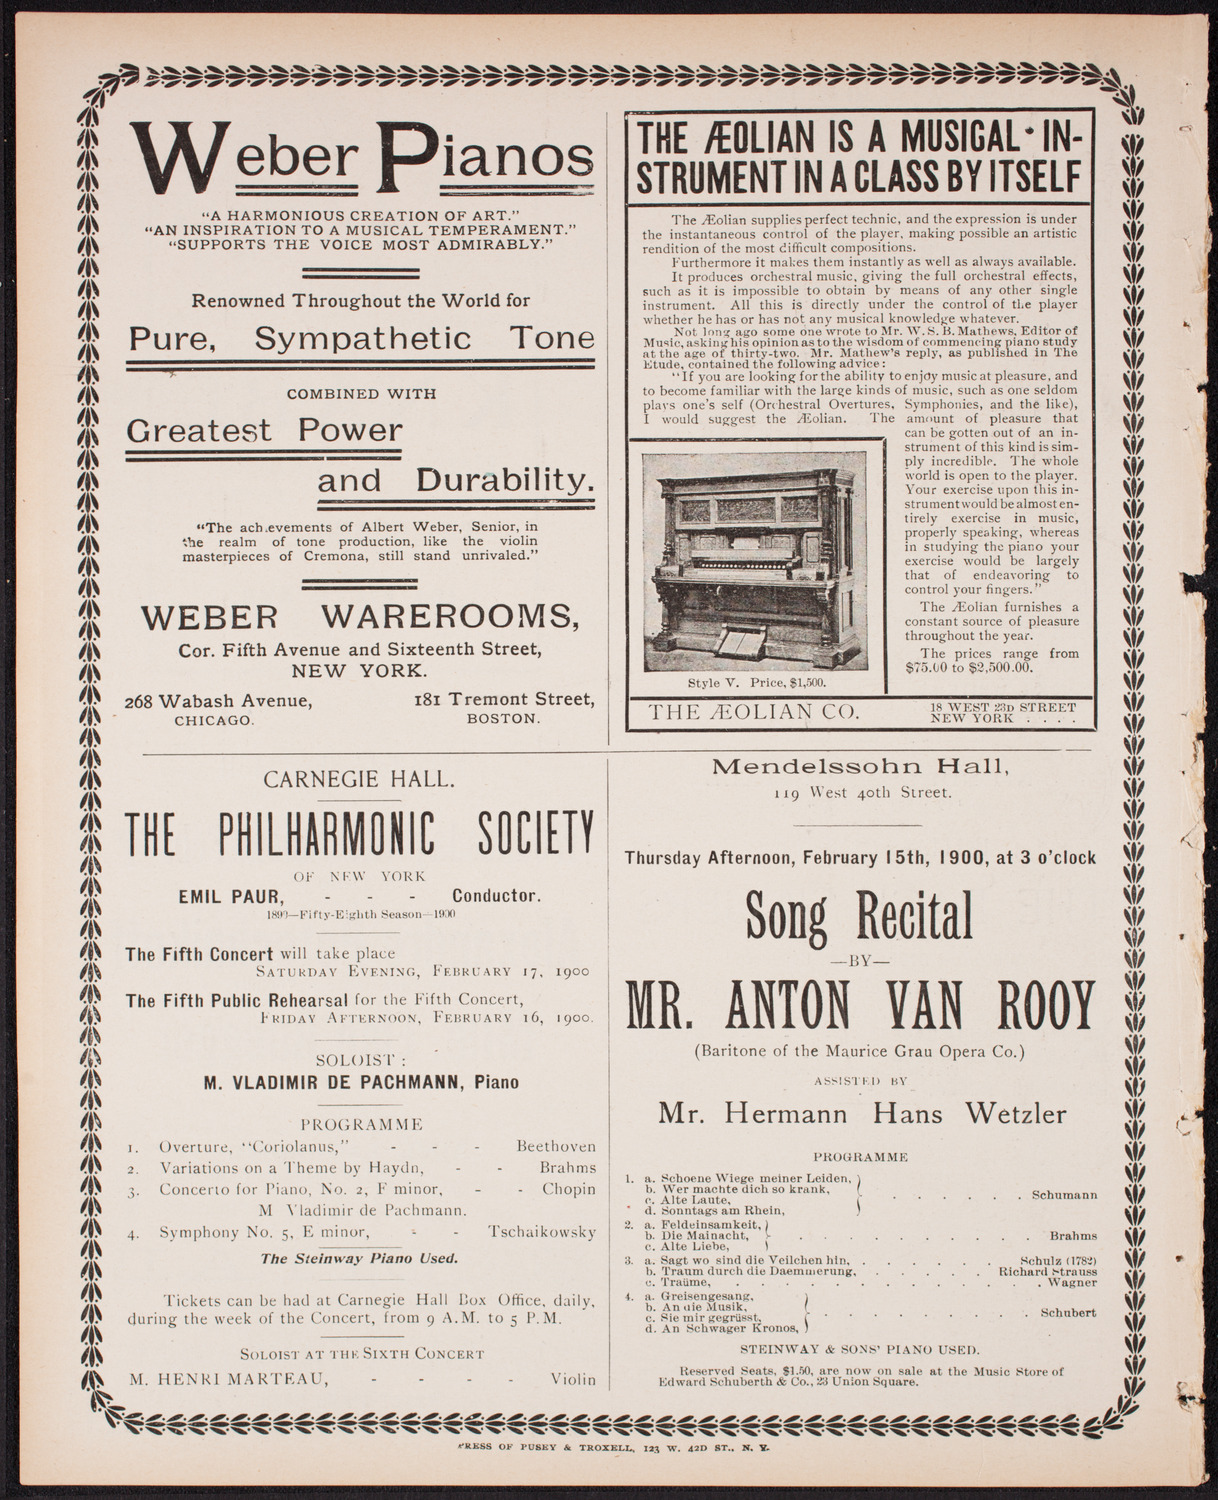 Weber Pianos
"A HARMONIOUS CREATION OF ART."
"AN INSPIRATION TO A MUSICAL TEMPERAMENT."
"SUPPORTS THE VOICE MOST ADMIRABLY."
Renowned Throughout the World for
Pure, Sympathetic Tone
COMBINED WITH
Greatest Power
and Durability.
"The achievements of Albert Weber, Senior, in
the realm of tone production, like the violin
masterpieces of Cremona, still stand unrivaled."
WEBER WAREROOMS,
Cor. Fifth Avenue and Sixteenth Street,
NEW YORK.
268 Wabash Avenue,
CHICAGO.
181 Tremont Street,
BOSTON.
THE ÆOLIAN IS A MUSICAL IN-
STRUMENT IN A CLASS BY ITSELF
The Æolian supplies perfect technic, and the expression is under
the instantaneous control of the player, making possible an artistic
rendition of the most difficult compositions.
Furthermore it makes them instantly as well as always available.
It produces orchestral music, giving the full orchestral effects,
such as it is impossible to obtain by means of any other single
instrument. All this is directly under the control of the player
whether he has or has not any musical knowledge whatever.
Not long ago some one wrote to Mr. W. S. B. Mathews, Editor of
Music, asking his opinion as to the wisdom of commencing piano study
at the age of thirty-two. Mr. Mathew's reply, as published in The
Etude, contained the following advice:
"If you are looking for the ability to enjoy music at pleasure, and
to become familiar with the large kinds of music, such as one seldom
plays one's self (Orchestral Overtures, Symphonies, and the like),
I would suggest the Æolian. The amount of pleasure that
can be gotten out of an in-
strument of this kind is sim-
ply incredible. The whole
world is open to the player.
Your exercise upon this in-
strument would be almost en-
tirely exercise in music,
properly speaking, whereas
in studying the piano your
exercise would be largely
that of endeavoring to
control your fingers."
The Æolian furnishes a
constant source of pleasure
throughout the year.
The prices range from
$75.00 to $2,500.00.
Style V. Price, $1,500.
THE ÆOLIAN CO.
18 WEST 23D STREET
NEW YORK . . . .
CARNEGIE HALL.
THE PHILHARMONIC SOCIETY
OF NEW YORK
EMIL PAUR, - - - Conductor.
1899—Fifty-Eighth Season—1900
The Fifth Concert will take place
SATURDAY EVENING, FEBRUARY 17, 1900
The Fifth Public Rehearsal for the Fifth Concert,
FRIDAY AFTERNOON, FEBRUARY 16, 1900.
SOLOIST:
M. VLADIMIR DE PACHMANN, Piano
PROGRAMME
1. Overture, "Coriolanus," - - - Beethoven
2. Variations on a Theme by Haydn, - - Brahms
3. Concerto for Piano, No. 2, F minor, - - Chopin
M Vladimir de Pachmann.
4. Symphony No. 5, E minor, - - Tschaikowsky
The Steinway Piano Used.
Tickets can be had at Carnegie Hall Box Office, daily,
during the week of the Concert, from 9 A.M. to 5 P.M.
SOLOIST AT THE SIXTH CONCERT
M. HENRI MARTEAU, - - - - Violin
Mendelssohn Hall,
119 West 40th Street.
Thursday Afternoon, February 15th, 1900, at 3 o'clock
Song Recital
—BY—
MR. ANTON VAN ROOY
(Baritone of the Maurice Grau Opera Co.)
ASSISTED BY
Mr. Hermann Hans Wetzler
PROGRAMME
1. a. Schoene Wiege meiner Leiden,
b. Wer machte dich so krank,
c. Alte Laute, . . . . . . Schumann
d. Sonntags am Rhein,
2. a. Feldeinsamkeit,
b. Die Mainacht, . . . . . . . . . Brahms
c. Alte Liebe,
3. a. Sagt wo sind die Veilchen hin, . . . . . . Schulz (1782)
b. Traum durch die Daemmerung, . . . . . Richard Strauss
c. Traüme, . . . . . . . . . . . . . Wagner
4. a. Greisengesang,
b. An die Musik,
c. Sie mir gegrüsst, . . . . . . . . . Schubert
d. An Schwager Kronos,
STEINWAY & SONS' PIANO USED.
Reserved Seats, $1.50, are now on sale at the Music Store of
Edward Schuberth & Co., 23 Union Square.
PRESS OF PUSEY & TROXELL, 123 W. 42D ST., N. Y.